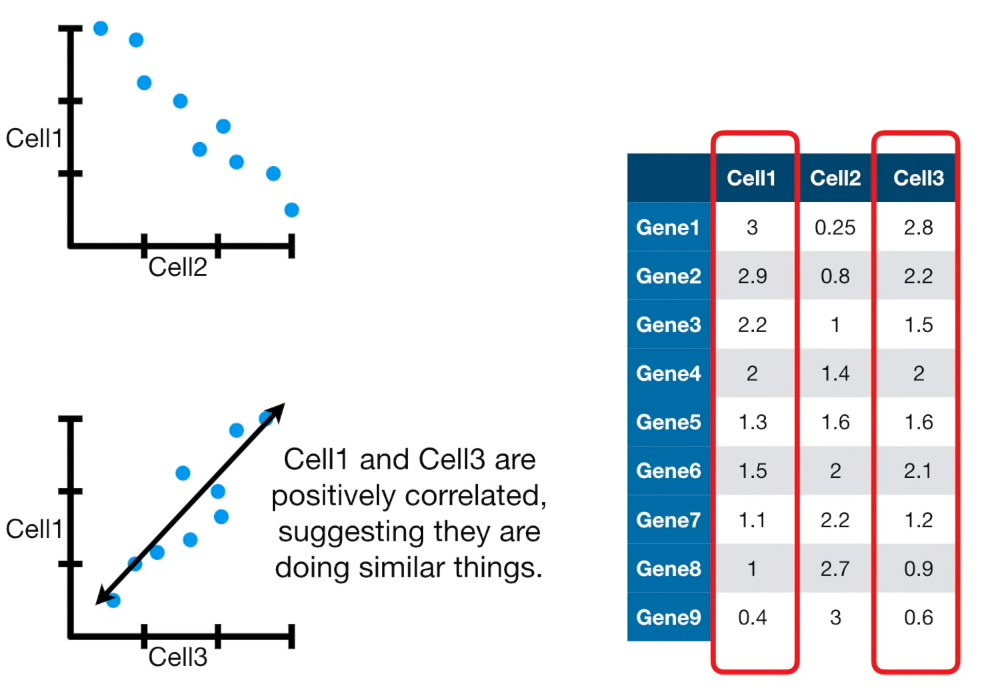 Cell1
Cell2
Cell1
Cell3
Cell1 and Cell3 are
positively correlated,
suggesting they are
doing similar things.
Cell1 Cell2 Cell3
Gene1 3 0.25 2.8
Gene2 2.9 0.8 2.2
Gene3 2.2 1 1.5
Gene4 2 1.4 2
Gene5 1.3 1.6 1.6
Gene6 1.5 2 2.1
Gene7 1.1 2.2 1.2
Gene8 1 2.7 0.9
Gene9 0.4 3 0.6